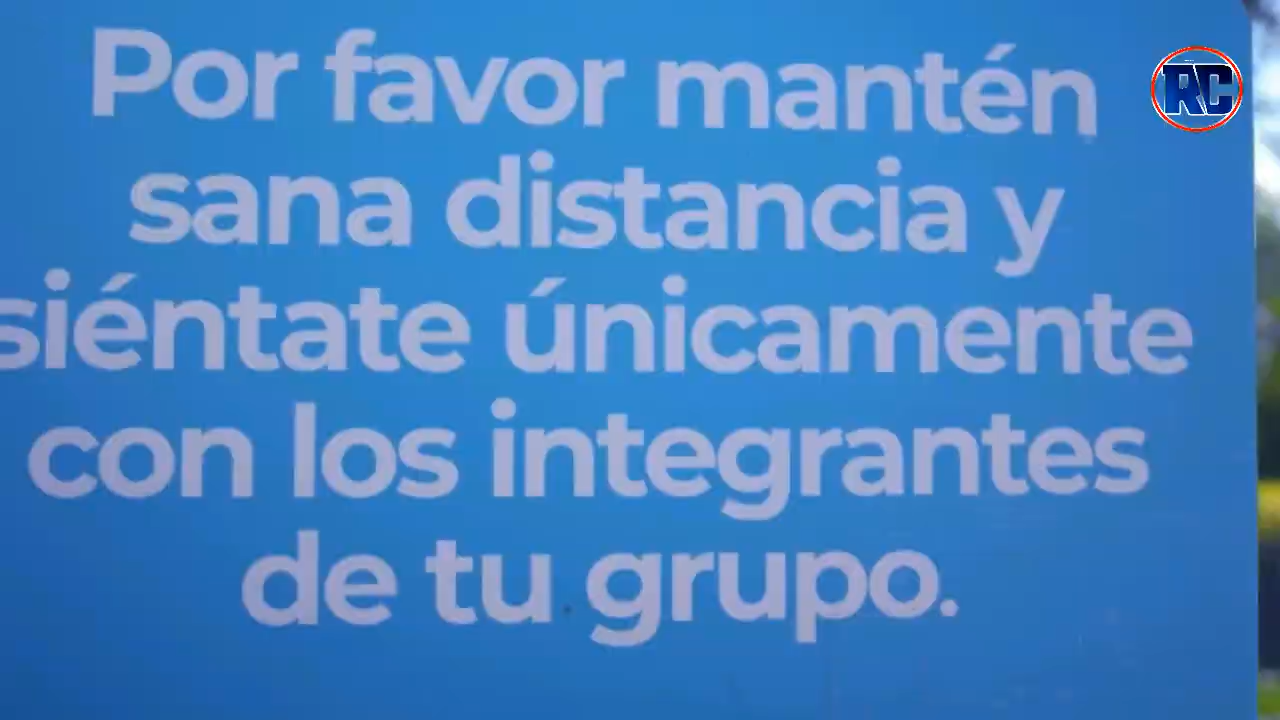 Por favor mantén
sana distancia y
siéntate únicamente
con los integrantes
de tu grupo.
RC